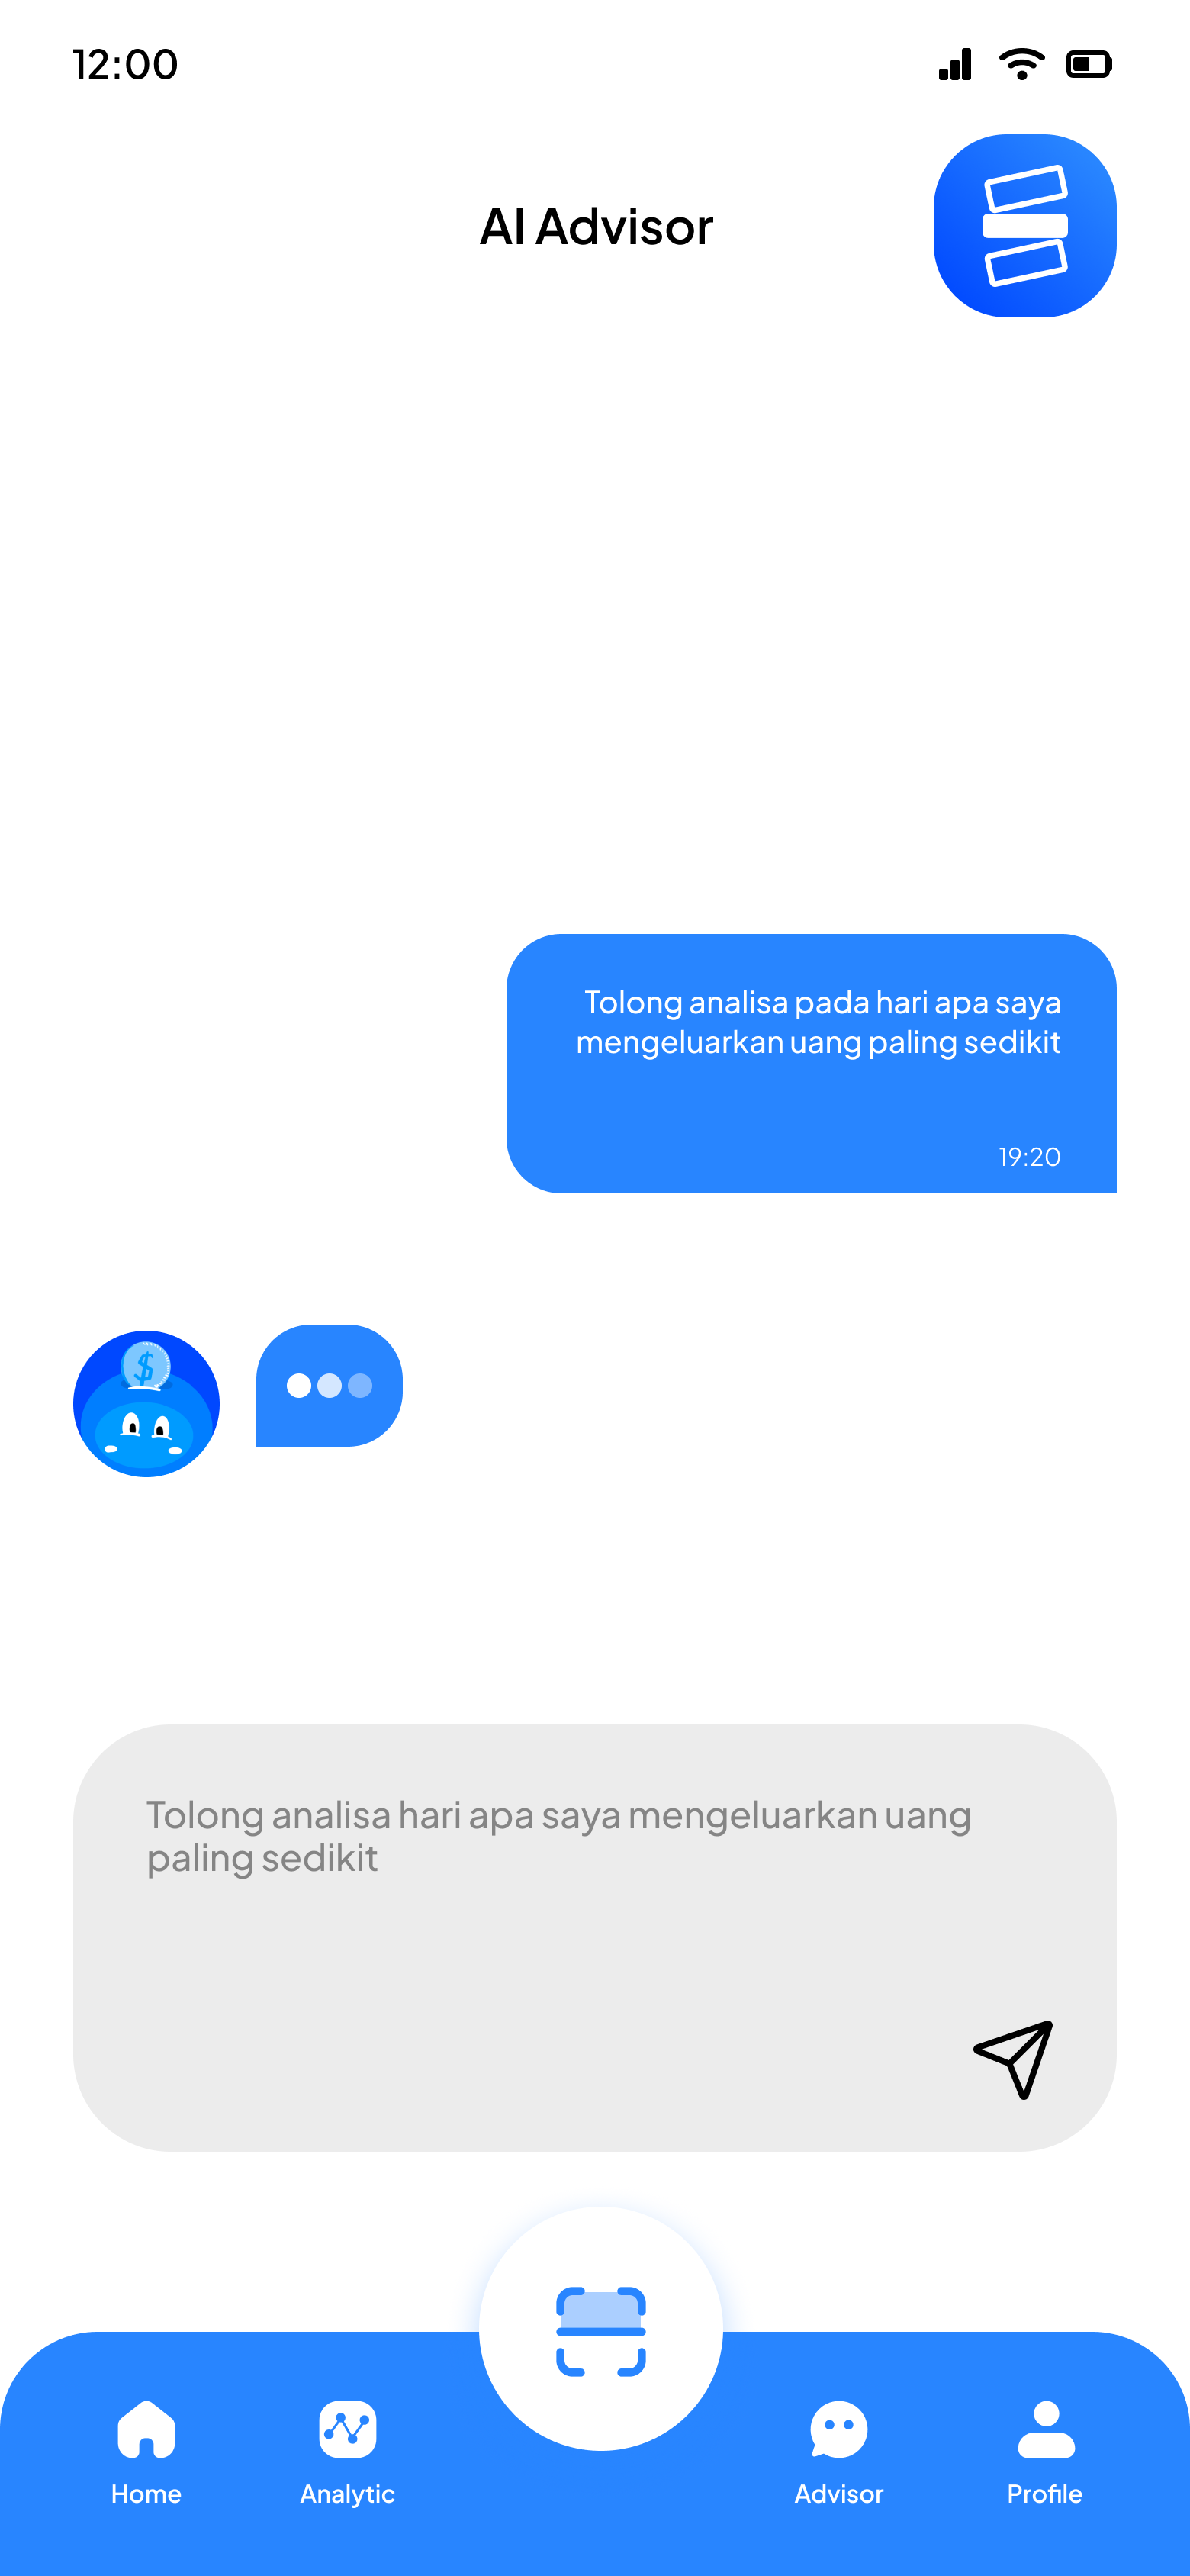 12:00
AI Advisor
Tolong analisa pada hari apa saya
mengeluarkan uang paling sedikit
19:20
$
Tolong analisa hari apa saya mengeluarkan uang
paling sedikit
Home
Analytic
Advisor
Profile